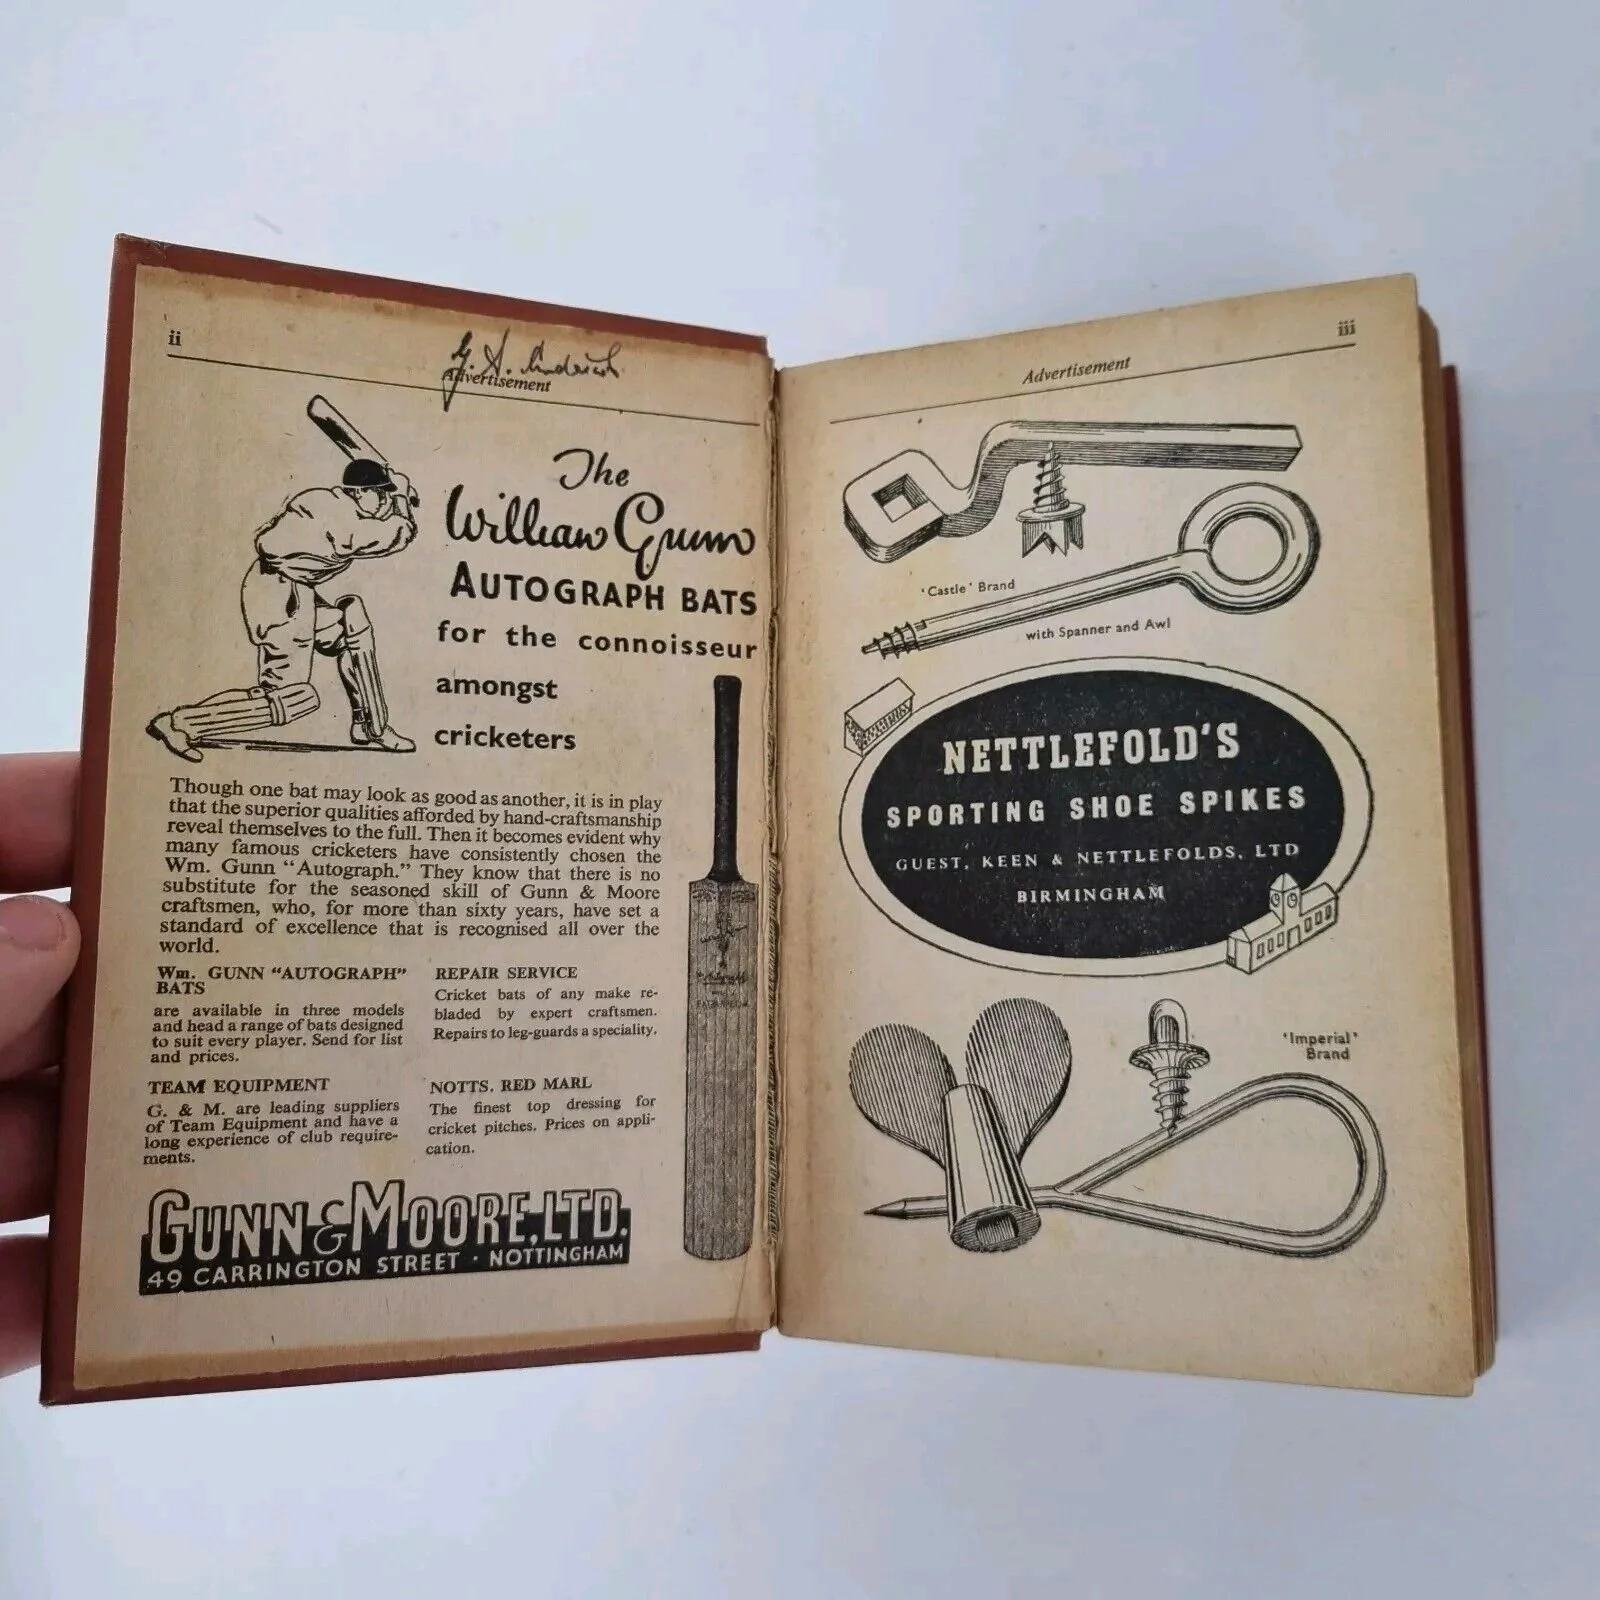 ii
Advertisement
The
William Gunn
AUTOGRAPH BATS
for the connoisseur
amongst
cricketers
Though one bat may look as good as another, it is in play
that the superior qualities afforded by hand-craftsmanship
reveal themselves to the full. Then it becomes evident why
many famous cricketers have consistently chosen the
Wm. Gunn "Autograph." They know that there is no
substitute for the seasoned skill of Gunn & Moore
craftsmen, who, for more than sixty years, have set a
standard of excellence that is recognised all over the
world.
Wm. GUNN "AUTOGRAPH"
BATS
are available in three models
and head a range of bats designed
to suit every player. Send for list
and prices.
REPAIR SERVICE
Cricket bats of any make re-
bladed by expert craftsmen.
Repairs to leg-guards a speciality.
TEAM EQUIPMENT
G. & M. are leading suppliers
of Team Equipment and have a
long experience of club require-
ments.
NOTTS. RED MARL
The finest top dressing for
cricket pitches. Prices on appli-
cation.
GUNN & MOORE, LTD.
49 CARRINGTON STREET · NOTTINGHAM
iii
Advertisement
'Castle' Brand
with Spanner and Awl
NETTLEFOLD'S
SPORTING SHOE SPIKES
GUEST, KEEN & NETTLEFOLDS, LTD
BIRMINGHAM
'Imperial'
Brand